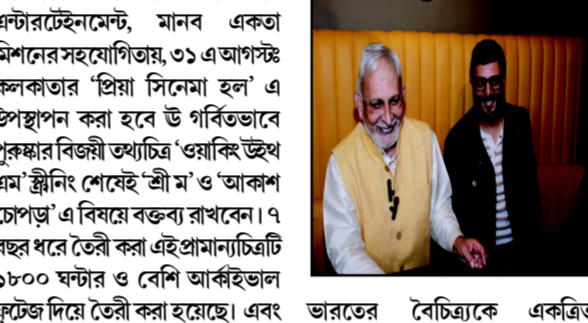 এন্টারটেইনমেন্ট, মানব একতা
মিশনের সহযোগিতায়, ৩১ এ আগস্টঃ
কলকাতার ‘প্রিয়া সিনেমা হল’ এ
উপস্থাপন করা হবে ঊ গর্বিতভাবে
পুরুষ্কার বিজয়ী তথ্যচিত্র ‘ওয়াকিং উইথ
এম’ স্ক্রীনিং শেষেই ‘শ্রী ম’ ও ‘আকাশ
চোপড়া’ এ বিষয়ে বক্তব্য রাখবেন। ৭
বছর ধরে তৈরী করা এই প্রামান্যচিত্রটি
১৮০০ ঘন্টার ও বেশি আর্কাইভাল
ফুটেজ দিয়ে তৈরী করা হয়েছে। এবং
ভারতের বৈচিত্র্যকে একত্রিত